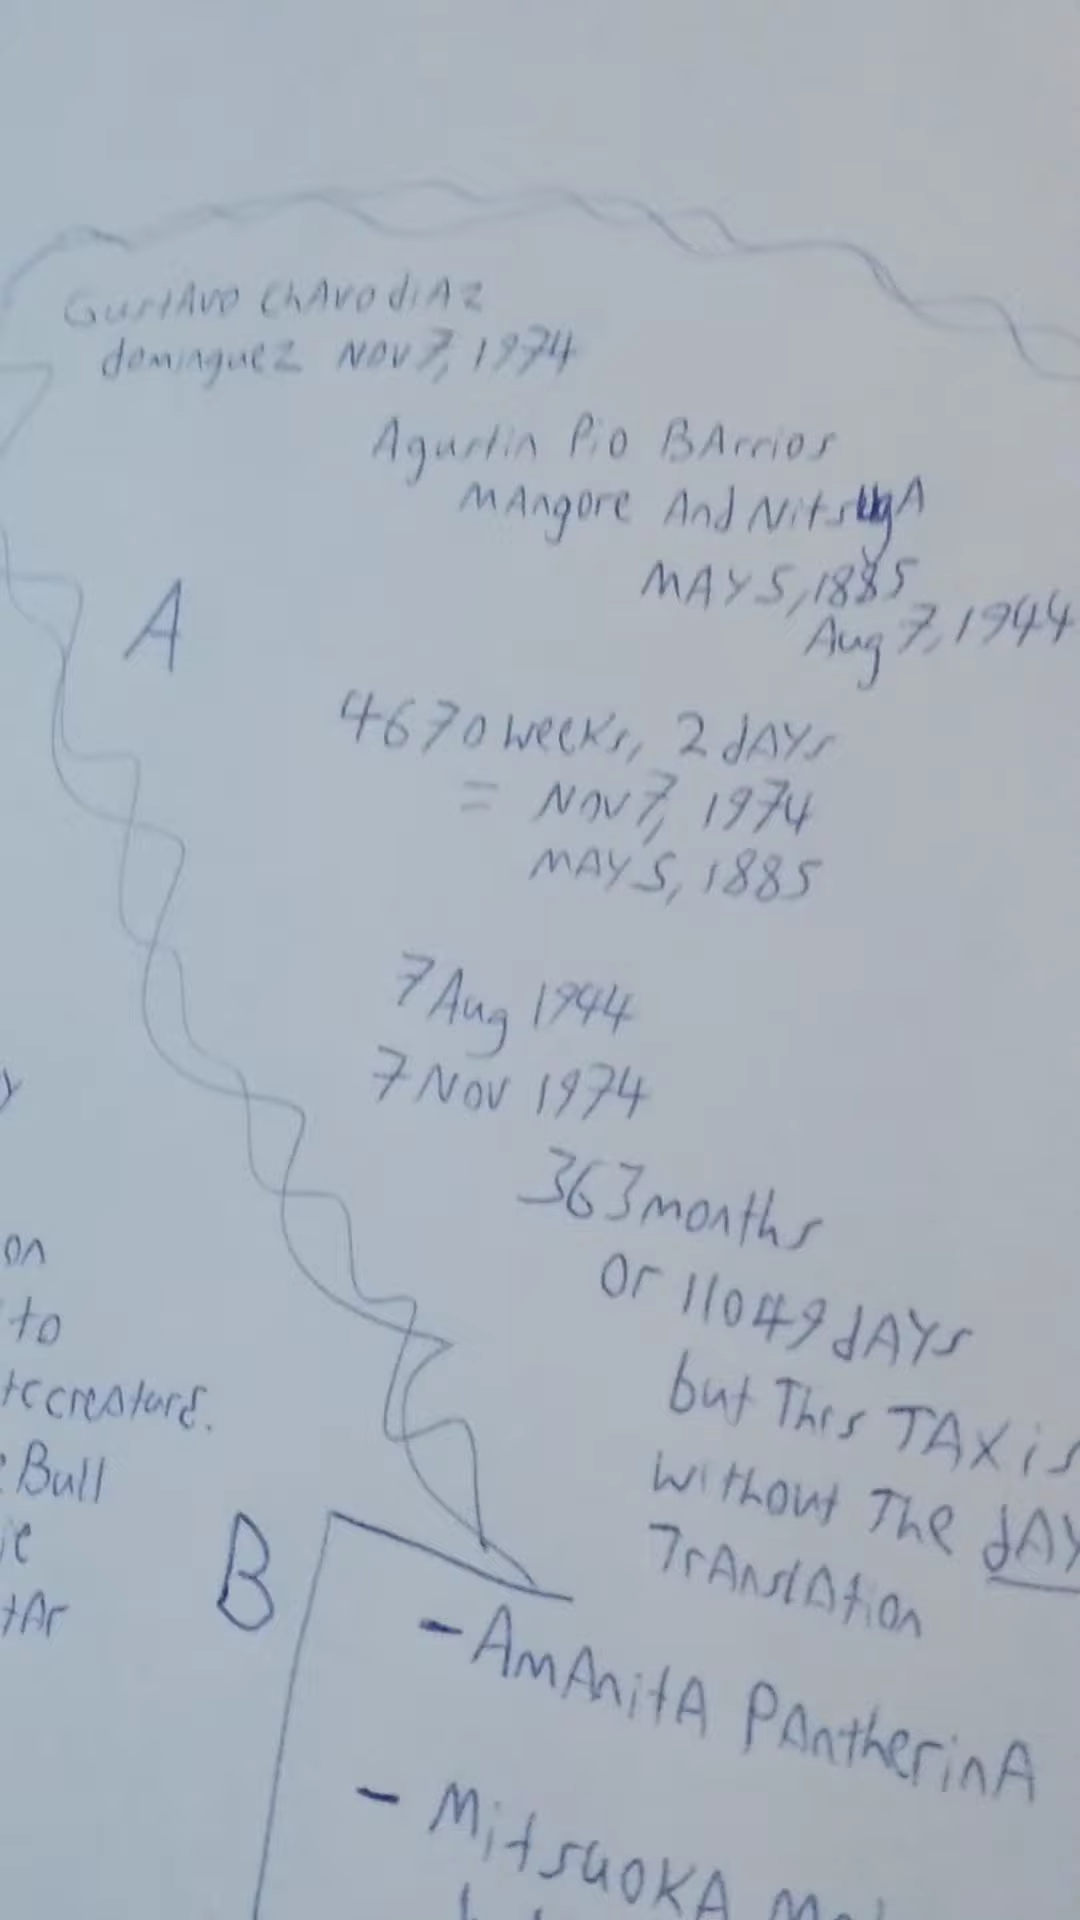 GustAvo ChAvo diAz
dominguez Nov 7, 1974
Agustin Pio BArrios
MAngore And NitsugA
MAY 5, 1885
Aug 7, 1944
A
4670 weeks, 2 dAYs
= Nov 7, 1974
MAY 5, 1885
7 Aug 1944
7 Nov 1974
363 months
or 11049 dAYs
but This TAX is
without The dAY
TrAnslAtion
y
on
to
Bull
tAr
B
- AmAnitA PAntherinA
- MitsuokA